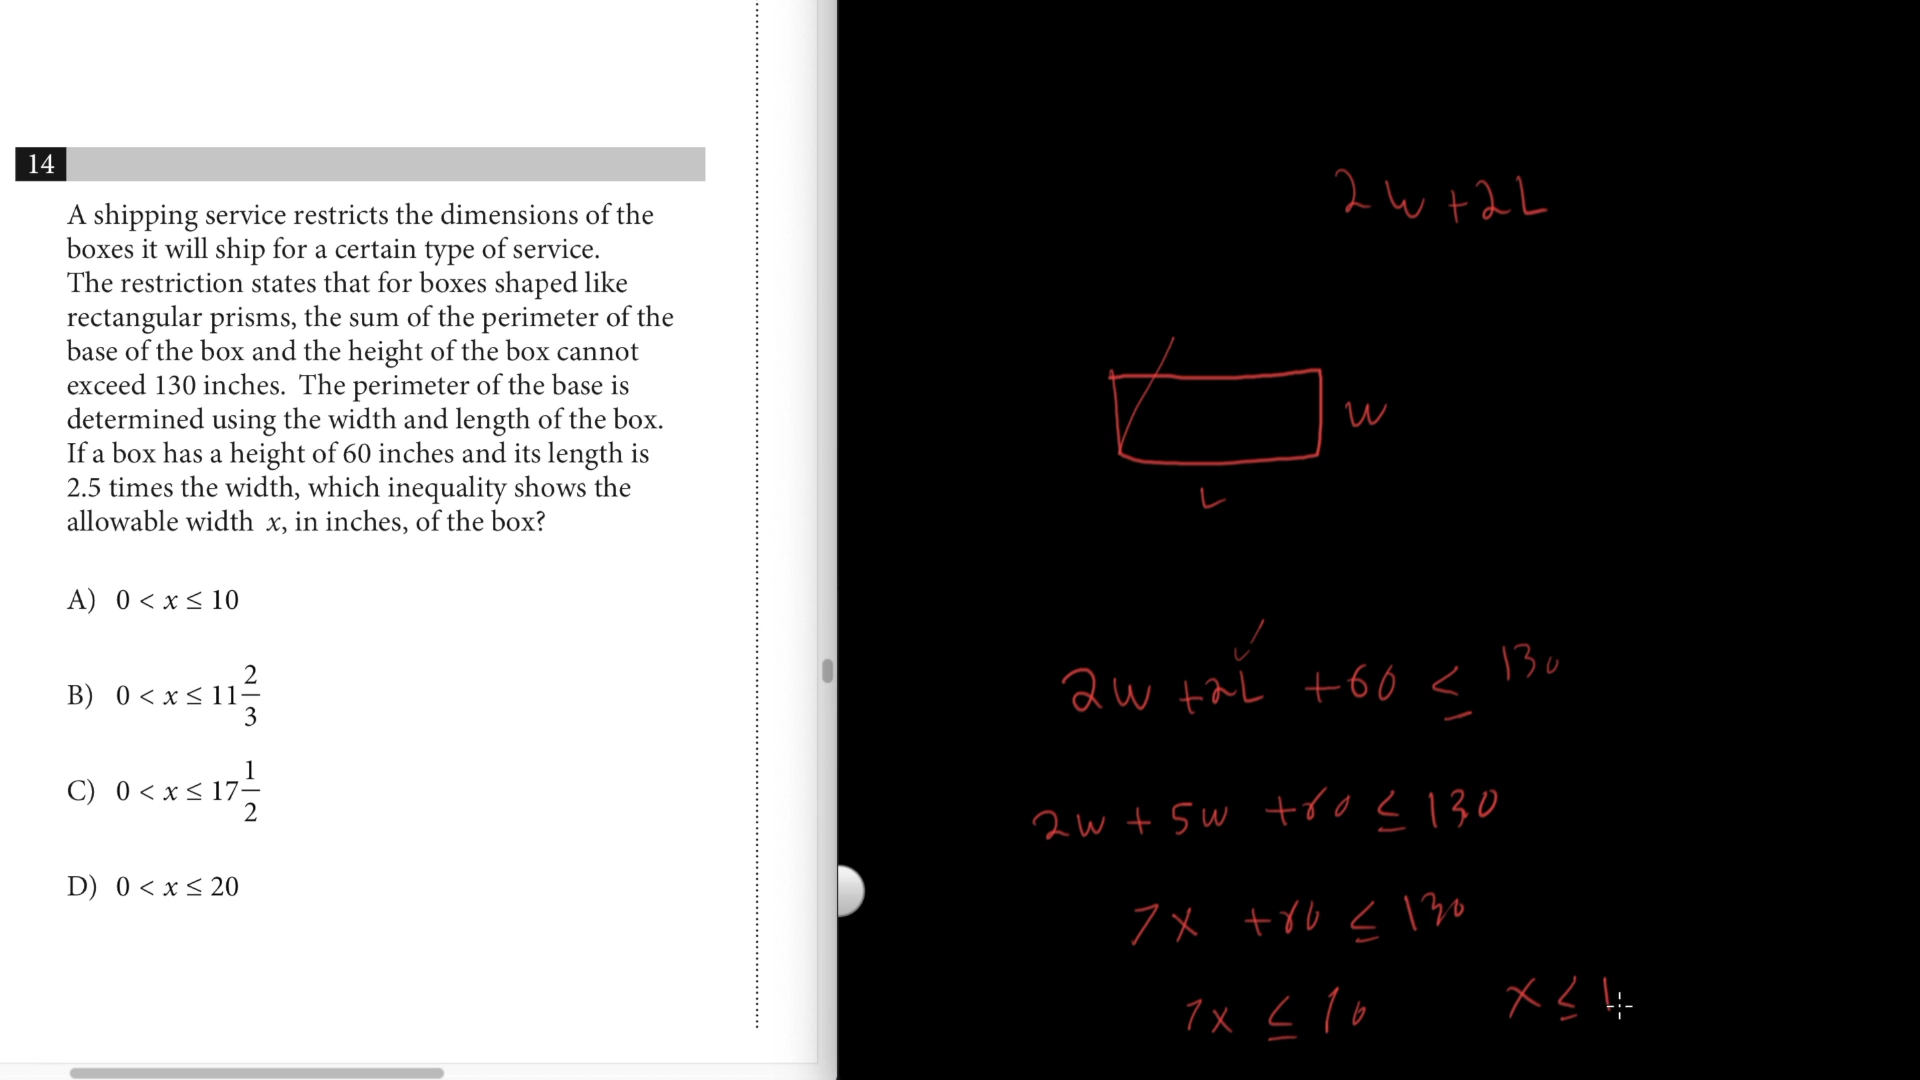 14
A shipping service restricts the dimensions of the
boxes it will ship for a certain type of service.
The restriction states that for boxes shaped like
rectangular prisms, the sum of the perimeter of the
base of the box and the height of the box cannot
exceed 130 inches. The perimeter of the base is
determined using the width and length of the box.
If a box has a height of 60 inches and its length is
2.5 times the width, which inequality shows the
allowable width x, in inches, of the box?
A) 0 < x ≤ 10
B) 0 < x ≤ 11 2/3
C) 0 < x ≤ 17 1/2
D) 0 < x ≤ 20
2w +2L
w
L
2w +2L +60 ≤ 130
2w + 5w +60 ≤ 130
7x +60 ≤ 130
7x ≤ 70
x ≤ 1